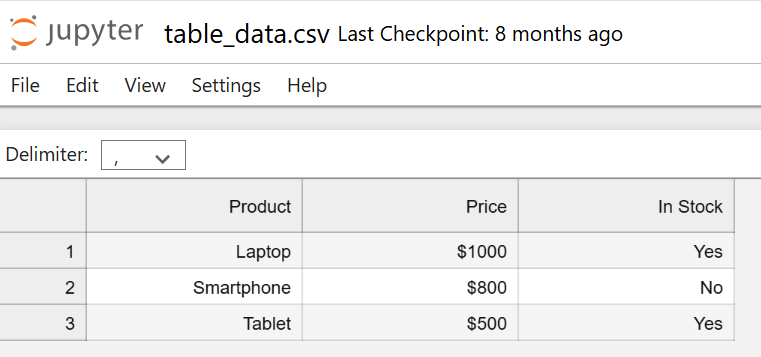 jupyter table_data.csv Last Checkpoint: 8 months ago
File Edit View Settings Help
Delimiter: ,
Product Price In Stock
1 Laptop $1000 Yes
2 Smartphone $800 No
3 Tablet $500 Yes